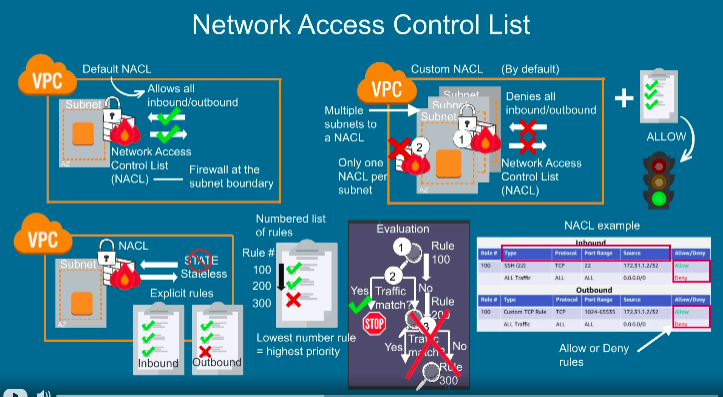 Network Access Control List
VPC
Default NACL
Allows all
inbound/outbound
Subnet
AZ
Network Access
Control List
(NACL)
Firewall at the
subnet boundary
VPC
Custom NACL (By default)
Multiple
subnets to
a NACL
Subnet
Subnet
Subnet
1
2
Denies all
inbound/outbound
Only one
NACL per
subnet
Network Access
Control List
(NACL)
ALLOW
VPC
NACL
Subnet
STATE
Stateless
Explicit rules
Inbound
Outbound
Numbered list
of rules
Rule #
100
200
300
Lowest number rule
= highest priority
Evaluation
1
Rule
100
2
Yes
Traffic
match?
No
STOP
Rule
200
3
Yes
Traffic
match?
No
Rule
300
NACL example
Inbound
Rule # Type Protocol Port Range Source Allow/Deny
100 SSH (22) TCP 22 172.31.1.2/32 Allow
ALL Traffic ALL ALL 0.0.0.0/0 Deny
Outbound
Rule # Type Protocol Port Range Source Allow/Deny
100 Custom TCP Rule TCP 1024-65535 172.31.1.2/32 Allow
ALL Traffic ALL ALL 0.0.0.0/0 Deny
Allow or Deny
rules